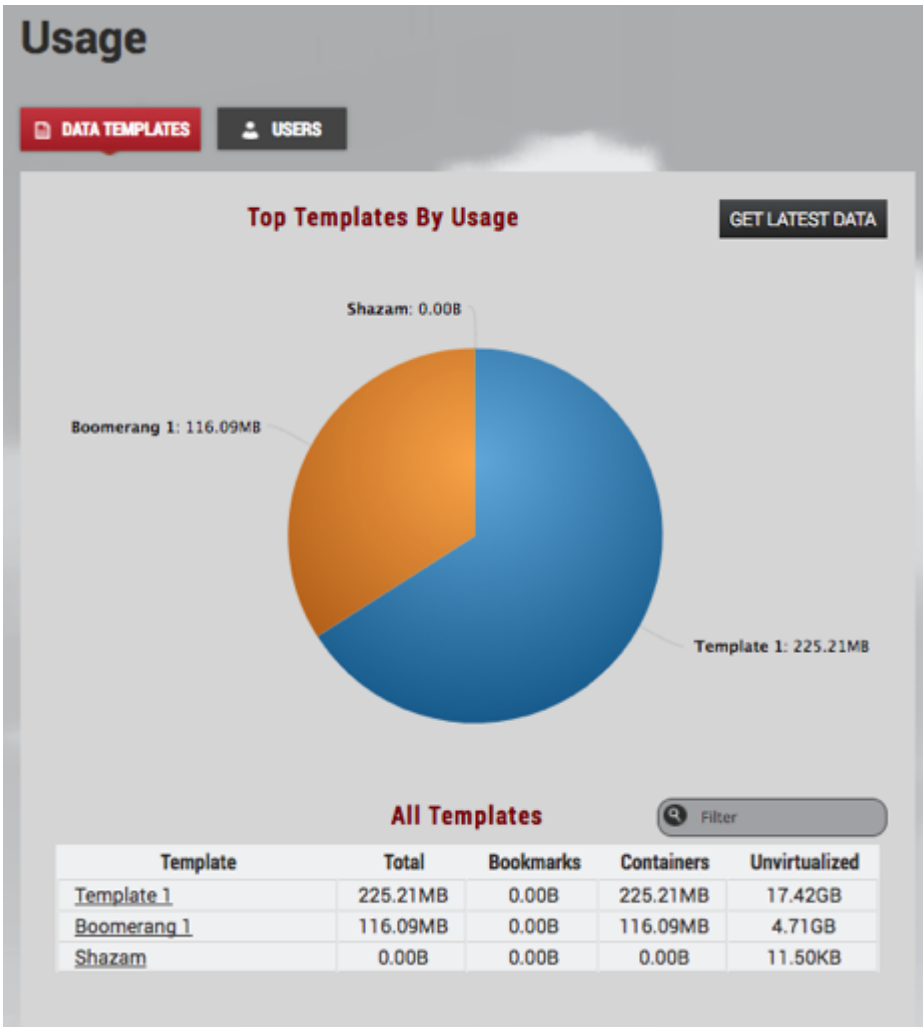 Usage
DATA TEMPLATES USERS
Top Templates By Usage GET LATEST DATA
Shazam: 0.00B
Boomerang 1: 116.09MB
Template 1: 225.21MB
All Templates Filter
Template Total Bookmarks Containers Unvirtualized
Template 1 225.21MB 0.00B 225.21MB 17.42GB
Boomerang 1 116.09MB 0.00B 116.09MB 4.71GB
Shazam 0.00B 0.00B 0.00B 11.50KB